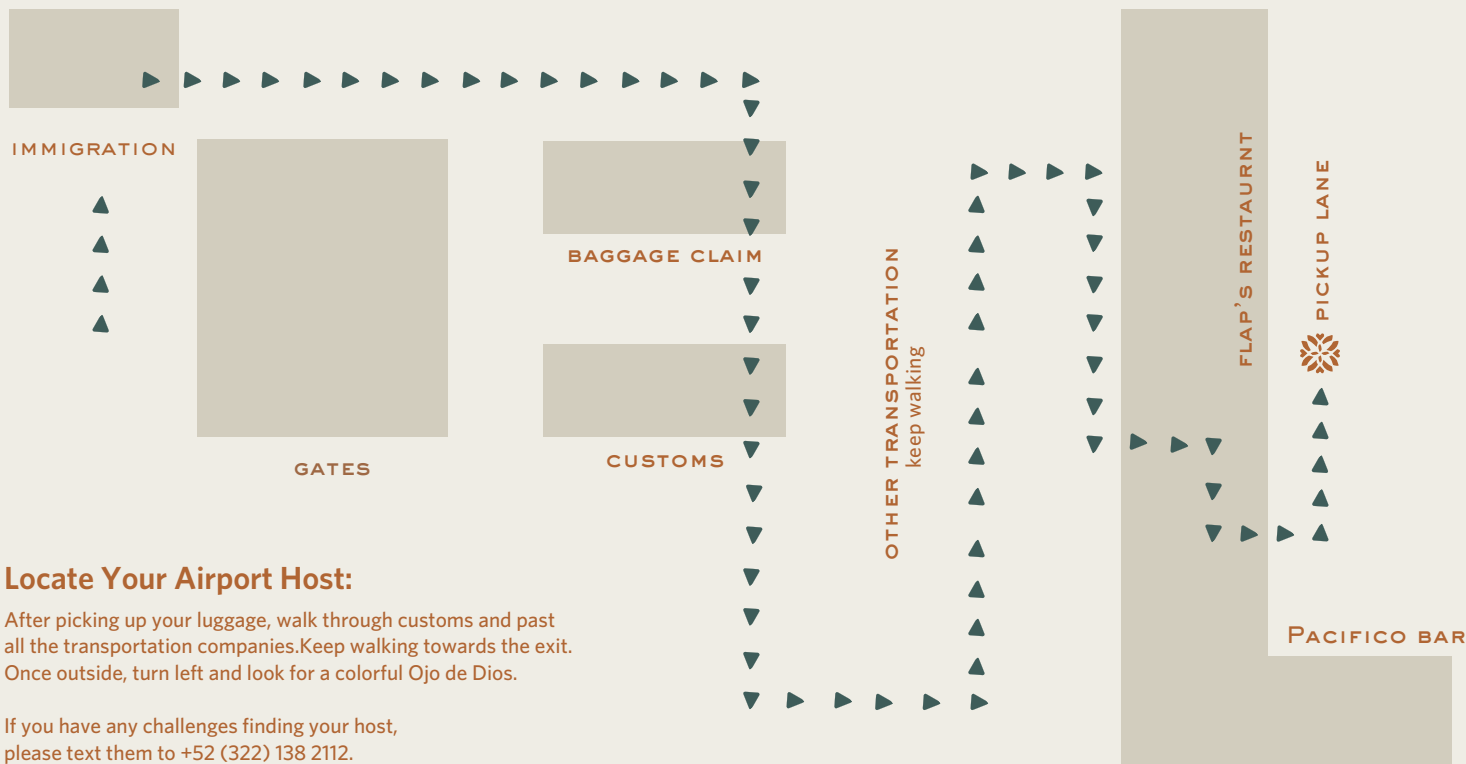 IMMIGRATION
GATES
BAGGAGE CLAIM
CUSTOMS
OTHER TRANSPORTATION
keep walking
FLAP'S RESTAURNT
PICKUP LANE
PACIFICO BAR
Locate Your Airport Host:
After picking up your luggage, walk through customs and past
all the transportation companies.Keep walking towards the exit.
Once outside, turn left and look for a colorful Ojo de Dios.
If you have any challenges finding your host,
please text them to +52 (322) 138 2112.